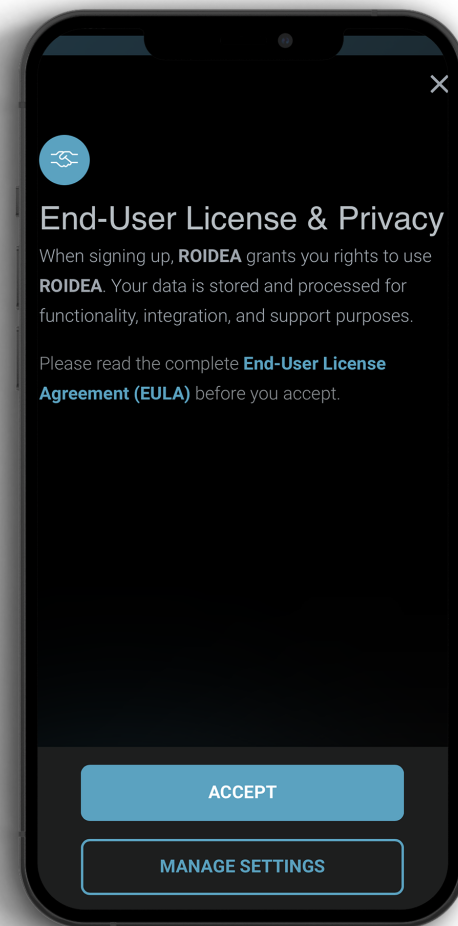 End-User License & Privacy
When signing up, ROIDEA grants you rights to use
ROIDEA. Your data is stored and processed for
functionality, integration, and support purposes.
Please read the complete End-User License
Agreement (EULA) before you accept.
ACCEPT
MANAGE SETTINGS